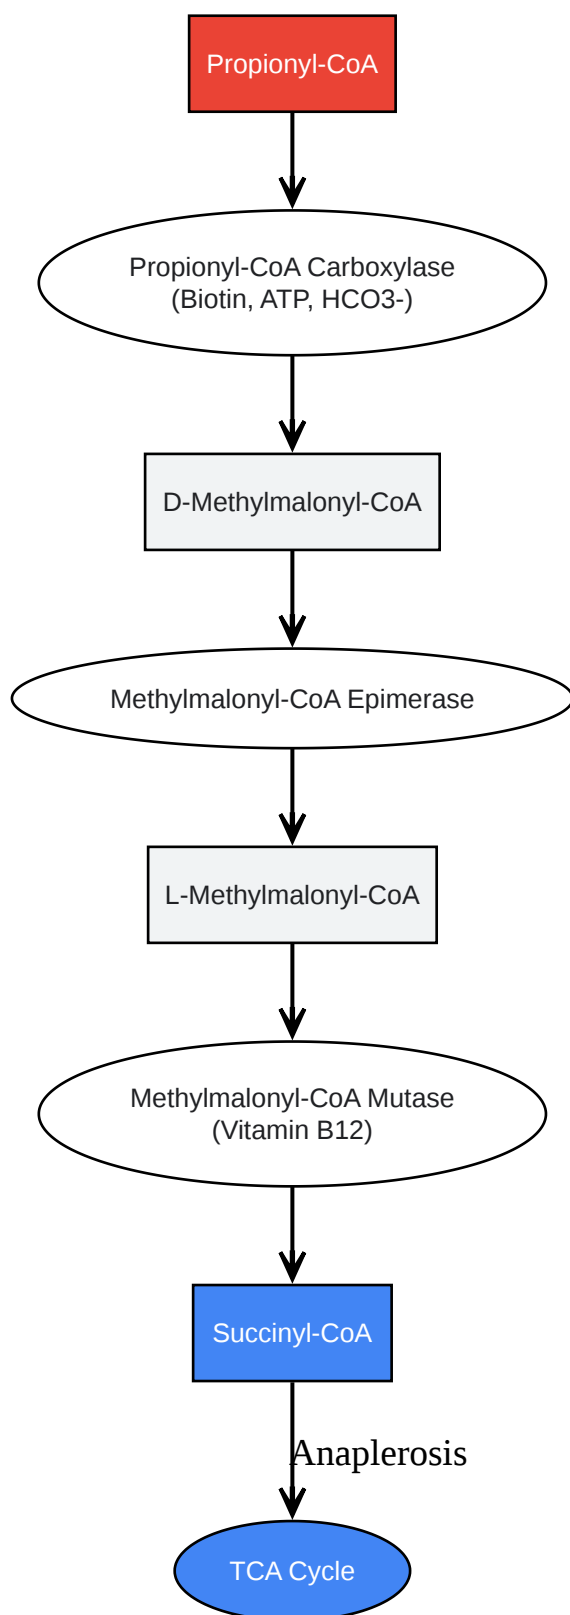 Propionyl-CoA
Propionyl-CoA Carboxylase
(Biotin, ATP, HCO3-)
D-Methylmalonyl-CoA
Methylmalonyl-CoA Epimerase
L-Methylmalonyl-CoA
Methylmalonyl-CoA Mutase
(Vitamin B12)
Succinyl-CoA
Anaplerosis
TCA Cycle